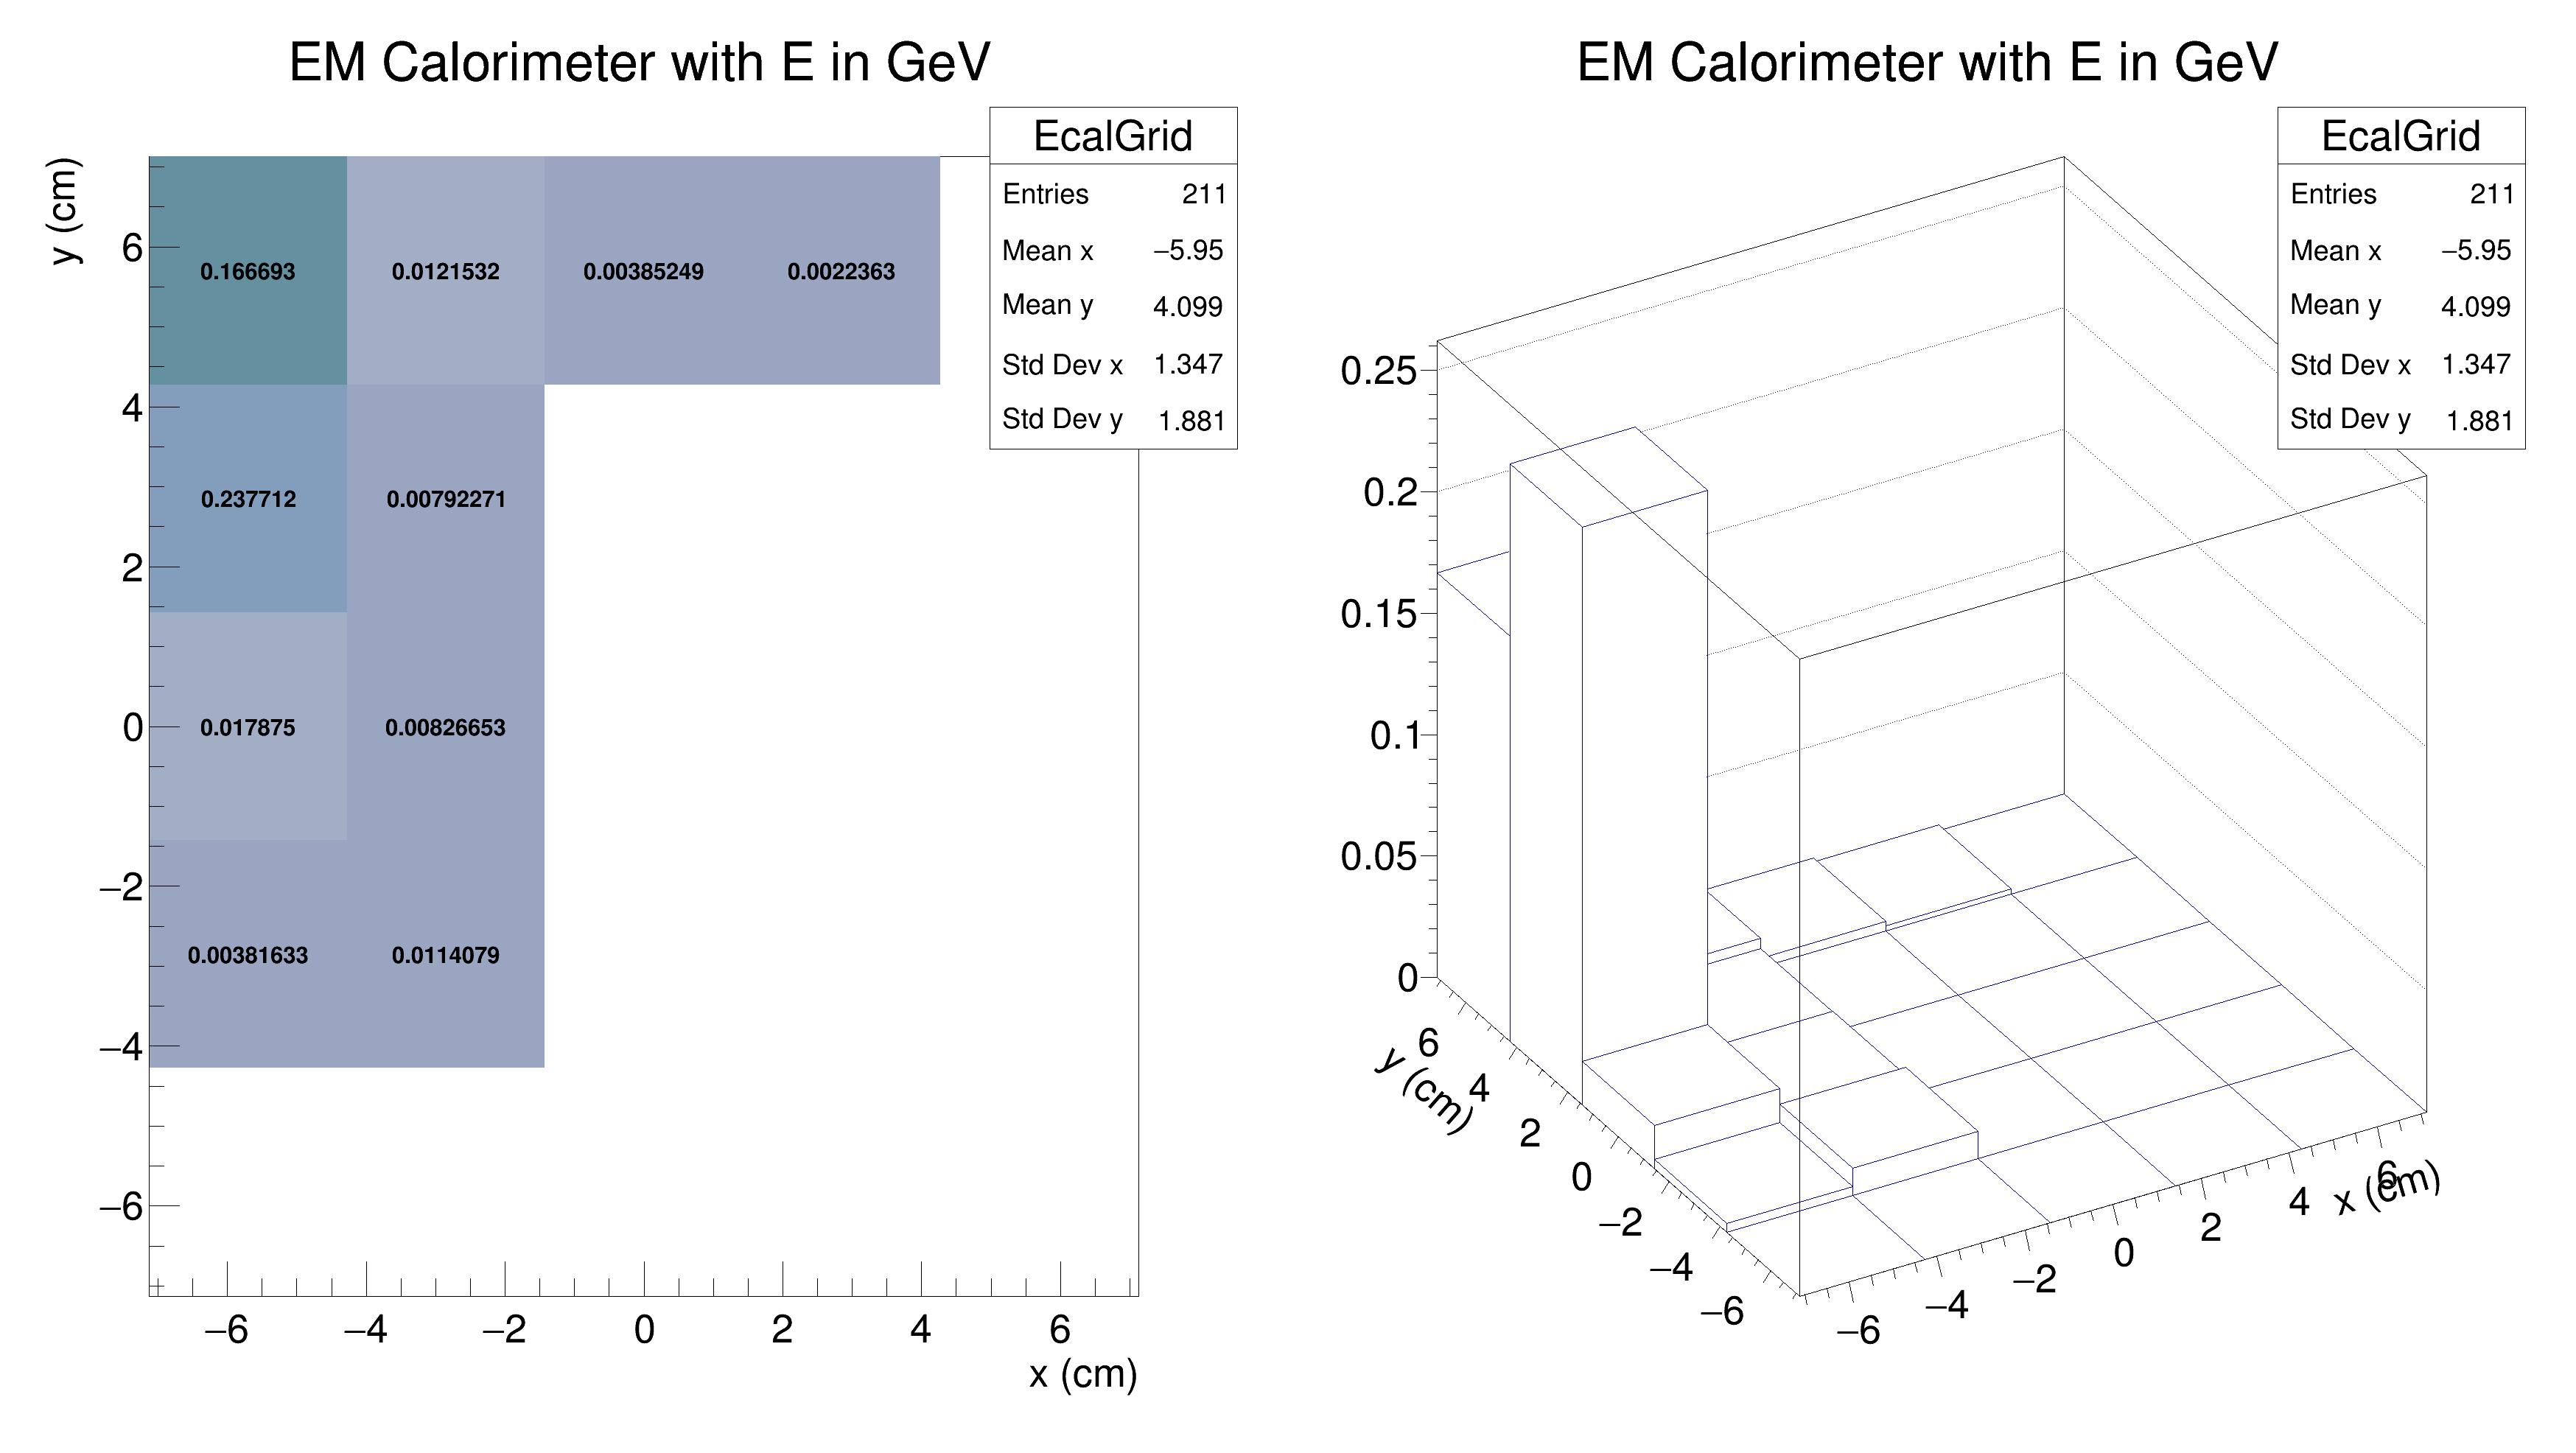 EM Calorimeter with E in GeV
EcalGrid
Entries 211
Mean x −5.95
Mean y 4.099
Std Dev x 1.347
Std Dev y 1.881
y (cm)
6
4
2
0
−2
−4
−6
0.166693 0.0121532 0.00385249 0.0022363
0.237712 0.00792271
0.017875 0.00826653
0.00381633 0.0114079
−6 −4 −2 0 2 4 6
x (cm)
EM Calorimeter with E in GeV
EcalGrid
Entries 211
Mean x −5.95
Mean y 4.099
Std Dev x 1.347
Std Dev y 1.881
0.25
0.2
0.15
0.1
0.05
0
6
4
2
0
−2
−4
−6
y (cm)
−6 −4 −2 0 2 4 6
x (cm)